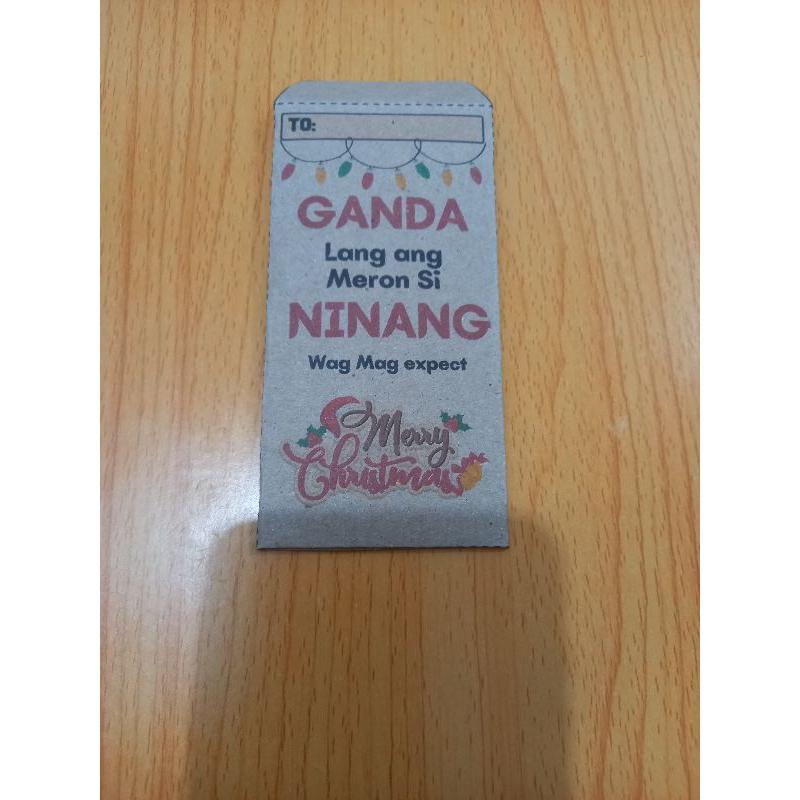 TO:
GANDA
Lang ang
Meron Si
NINANG
Wag Mag expect
Merry
Christmas